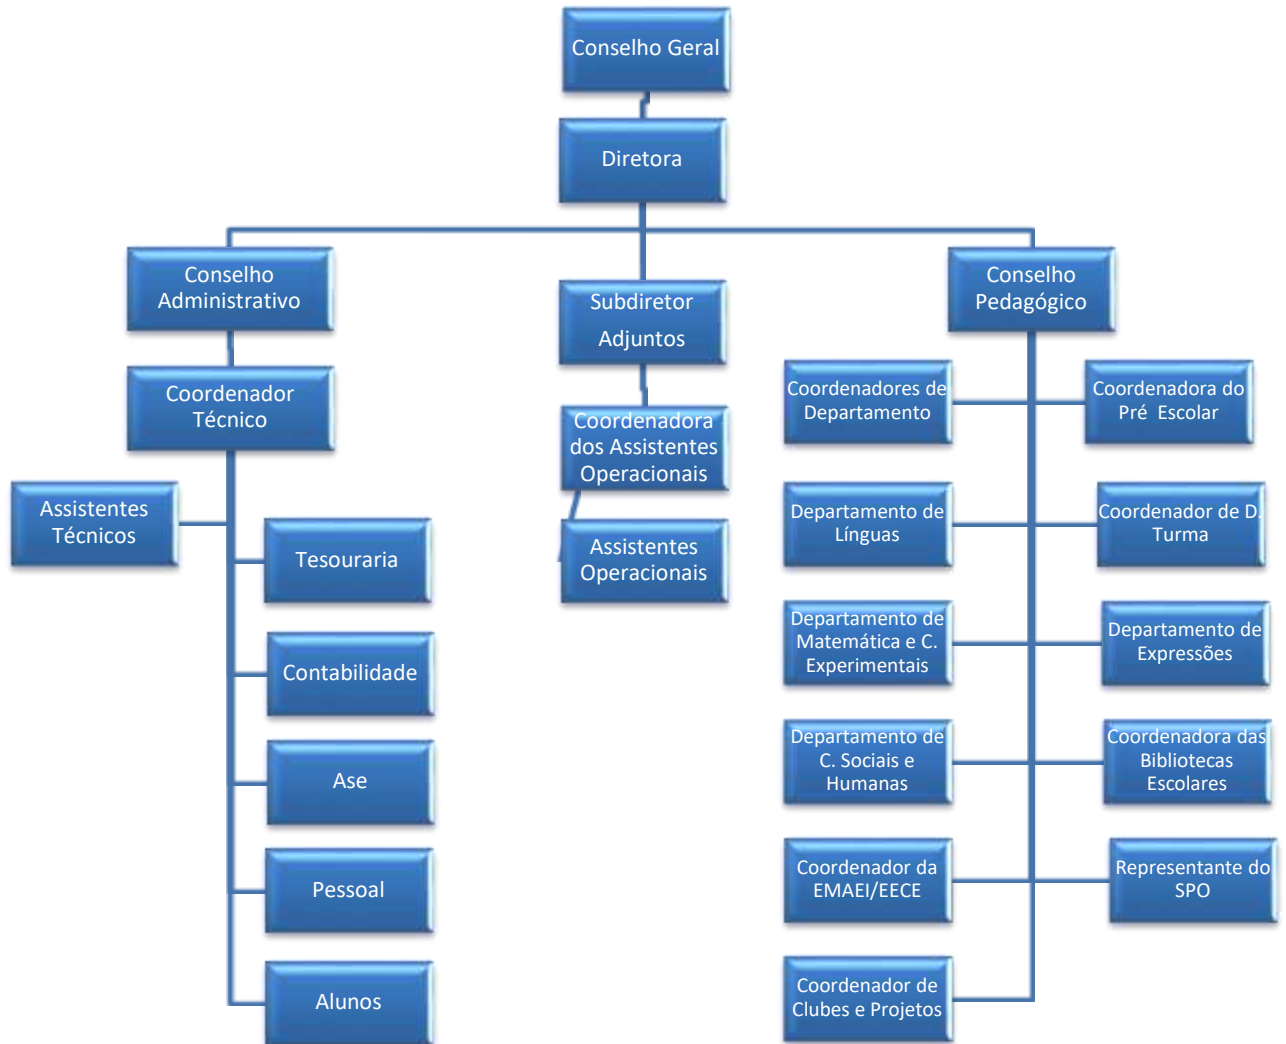 Conselho Geral
Diretora
Conselho
Administrativo
Subdiretor
Adjuntos
Conselho
Pedagógico
Coordenador
Técnico
Coordenadora
dos Assistentes
Operacionais
Coordenadores de
Departamento
Coordenadora do
Pré Escolar
Assistentes
Técnicos
Tesouraria
Assistentes
Operacionais
Departamento de
Línguas
Coordenador de D.
Turma
Contabilidade
Departamento de
Matemática e C.
Experimentais
Departamento de
Expressões
Ase
Departamento de
C. Sociais e
Humanas
Coordenadora das
Bibliotecas
Escolares
Pessoal
Coordenador da
EMAEI/EECE
Representante do
SPO
Alunos
Coordenador de
Clubes e Projetos